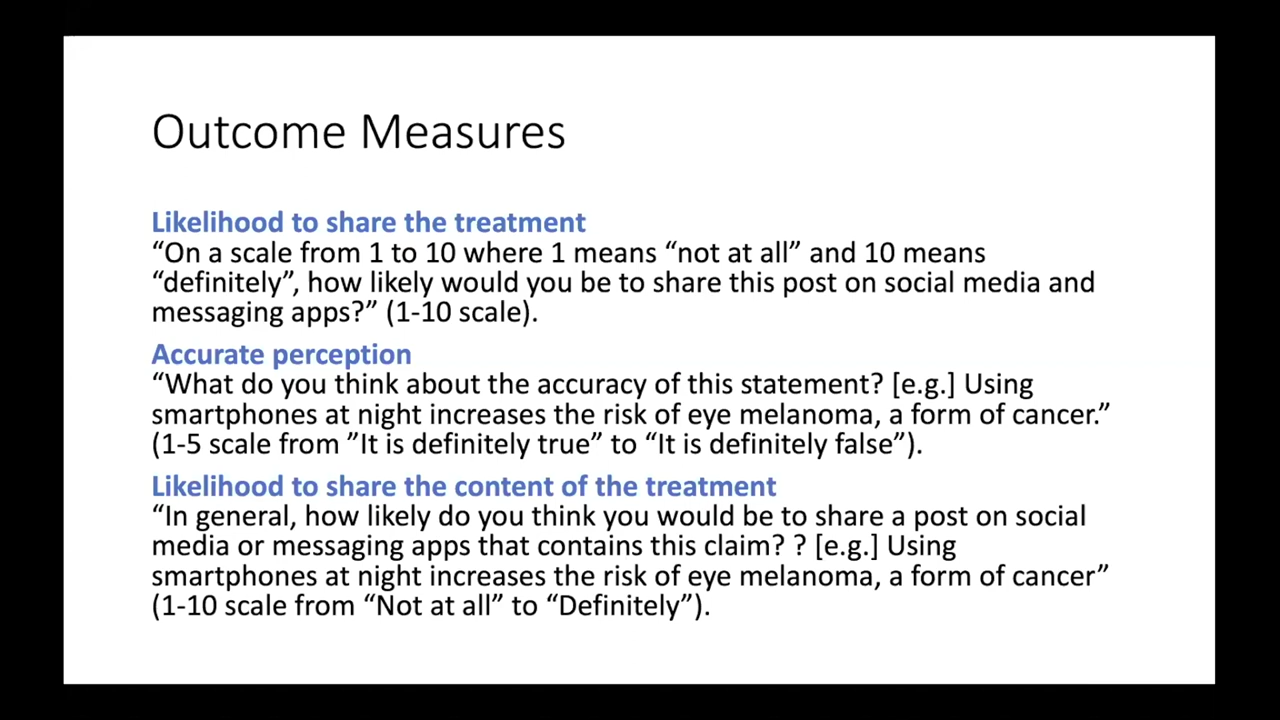 Outcome Measures
Likelihood to share the treatment
“On a scale from 1 to 10 where 1 means “not at all” and 10 means
“definitely”, how likely would you be to share this post on social media and
messaging apps?” (1-10 scale).
Accurate perception
“What do you think about the accuracy of this statement? [e.g.] Using
smartphones at night increases the risk of eye melanoma, a form of cancer.”
(1-5 scale from ”It is definitely true” to “It is definitely false”).
Likelihood to share the content of the treatment
“In general, how likely do you think you would be to share a post on social
media or messaging apps that contains this claim? ? [e.g.] Using
smartphones at night increases the risk of eye melanoma, a form of cancer”
(1-10 scale from “Not at all” to “Definitely”).